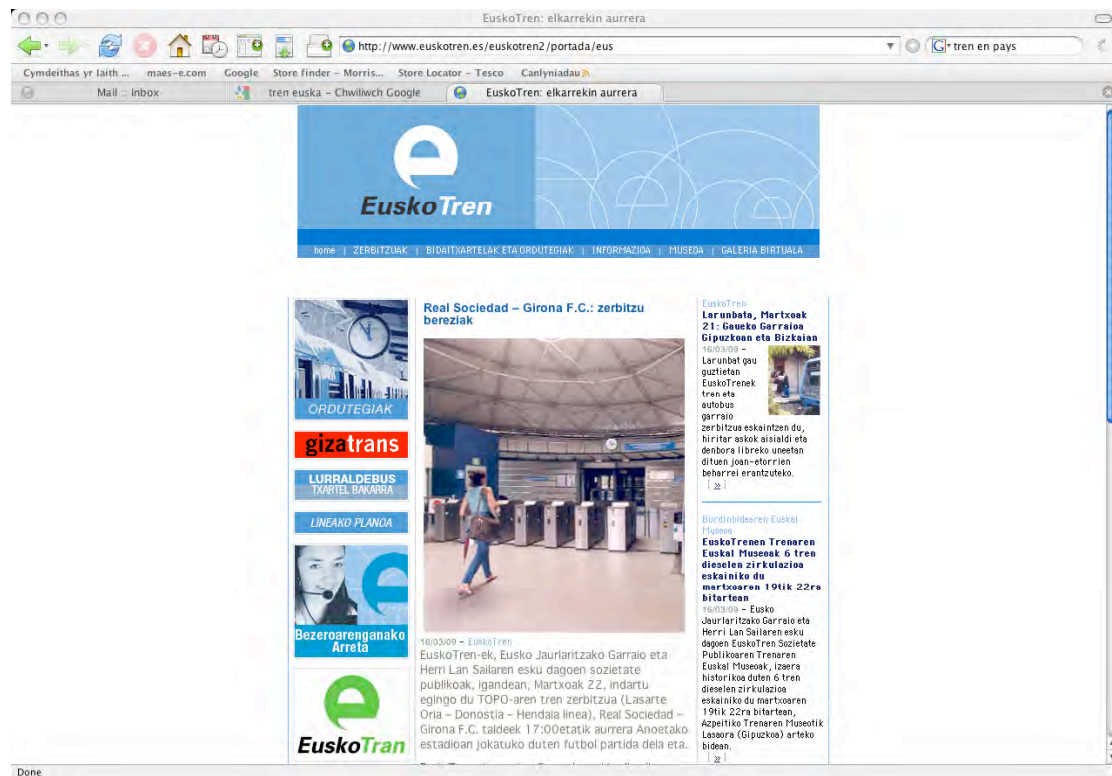 EuskoTren: elkarrekin aurrera
http://www.euskotren.es/euskotren2/portada/eus
G tren en pays
Cymdeithas yr Iaith ... maes-e.com Google Store finder – Morris... Store Locator – Tesco Canlyniadau
Mail :: Inbox tren euska – Chwiliwch Google EuskoTren: elkarrekin aurrera
e
EuskoTren
home | ZERBITZUAK | BIDAITXARTELAK ETA ORDUTEGIAK | INFORMAZIOA | MUSEOA | GALERIA BIRTUALA
ORDUTEGIAK
gizatrans
LURRALDEBUS
TXARTEL BAKARRA
LINEAKO PLANOA
Bezeroarenganako
Arreta
EuskoTran
Real Sociedad – Girona F.C.: zerbitzu
bereziak
16/03/09 – EuskoTren
EuskoTren-ek, Eusko Jaurlaritzako Garraio eta
Herri Lan Sailaren esku dagoen sozietate
publikoak, igandean, Martxoak 22, indartu
egingo du TOPO-aren tren zerbitzua (Lasarte
Oria – Donostia – Hendaia linea), Real Sociedad –
Girona F.C. taldeek 17:00etatik aurrera Anoetako
estadioan jokatuko duten futbol partida dela eta.
EuskoTren
Larunbata, Martxoak
21: Gaueko Garraioa
Gipuzkoan eta Bizkaian
16/03/09 –
Larunbat gau
guztietan
EuskoTrenek
tren eta
autobus
garraio
zerbitzua eskaintzen du,
hiritar askok aisialdi eta
denbora libreko uneetan
dituen joan-etorrien
beharrei erantzuteko.
[ » ]
Burdinbidearen Euskal
Museoa
EuskoTrenen Trenaren
Euskal Museoak 6 tren
dieselen zirkulazioa
eskainiko du
martxoaren 19tik 22ra
bitartean
16/03/09 – Eusko
Jaurlaritzako Garraio eta
Herri Lan Sailaren esku
dagoen EuskoTren Sozietate
Publikoaren Trenaren
Euskal Museoak, izaera
historikoa duten 6 tren
dieselen zirkulazioa
eskainiko du martxoaren
19tik 22ra bitartean,
Azpeitiko Trenaren Museotik
Lasaora (Gipuzkoa) arteko
bidean.
[ » ]
Done